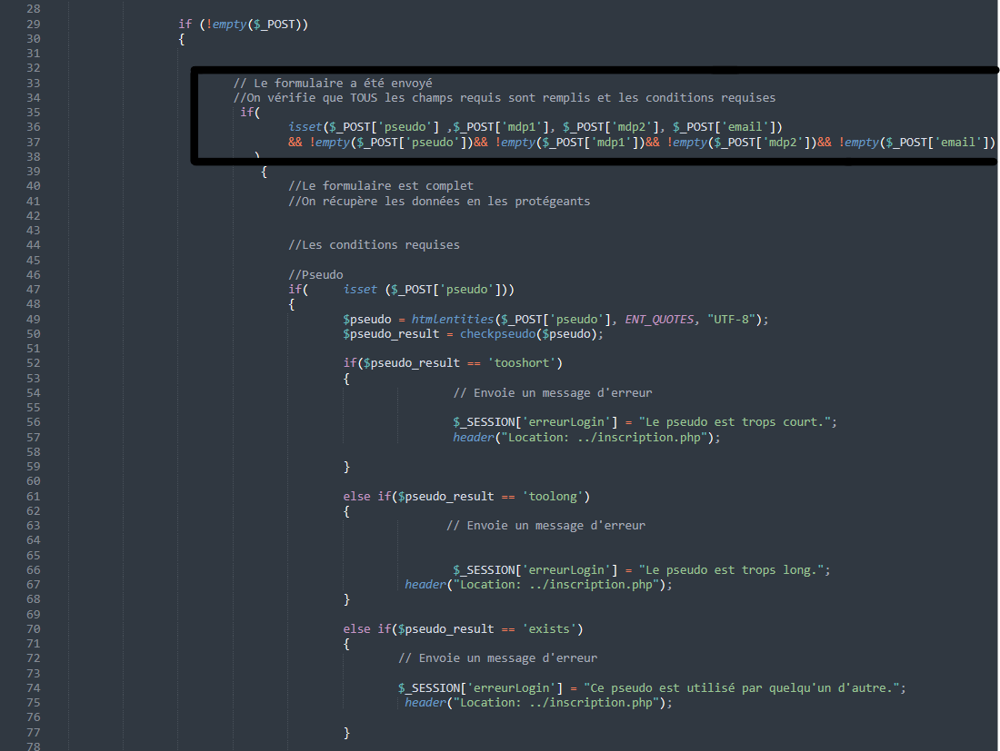 28
29 if (!empty($_POST))
30 {
31
32
33 // Le formulaire a été envoyé
34 //On vérifie que TOUS les champs requis sont remplis et les conditions requises
35 if(
36 isset($_POST['pseudo'] ,$_POST['mdp1'], $_POST['mdp2'], $_POST['email'])
37 && !empty($_POST['pseudo'])&& !empty($_POST['mdp1'])&& !empty($_POST['mdp2'])&& !empty($_POST['email'])
38 )
39 {
40 //Le formulaire est complet
41 //On récupère les données en les protégeants
42
43
44 //Les conditions requises
45
46 //Pseudo
47 if( isset ($_POST['pseudo']))
48 {
49 $pseudo = htmlentities($_POST['pseudo'], ENT_QUOTES, "UTF-8");
50 $pseudo_result = checkpseudo($pseudo);
51
52 if($pseudo_result == 'tooshort')
53 {
54 // Envoie un message d'erreur
55
56 $_SESSION['erreurLogin'] = "Le pseudo est trops court.";
57 header("Location: ../inscription.php");
58
59 }
60
61 else if($pseudo_result == 'toolong')
62 {
63 // Envoie un message d'erreur
64
65
66 $_SESSION['erreurLogin'] = "Le pseudo est trops long.";
67 header("Location: ../inscription.php");
68 }
69
70 else if($pseudo_result == 'exists')
71 {
72 // Envoie un message d'erreur
73
74 $_SESSION['erreurLogin'] = "Ce pseudo est utilisé par quelqu'un d'autre.";
75 header("Location: ../inscription.php");
76
77 }
78